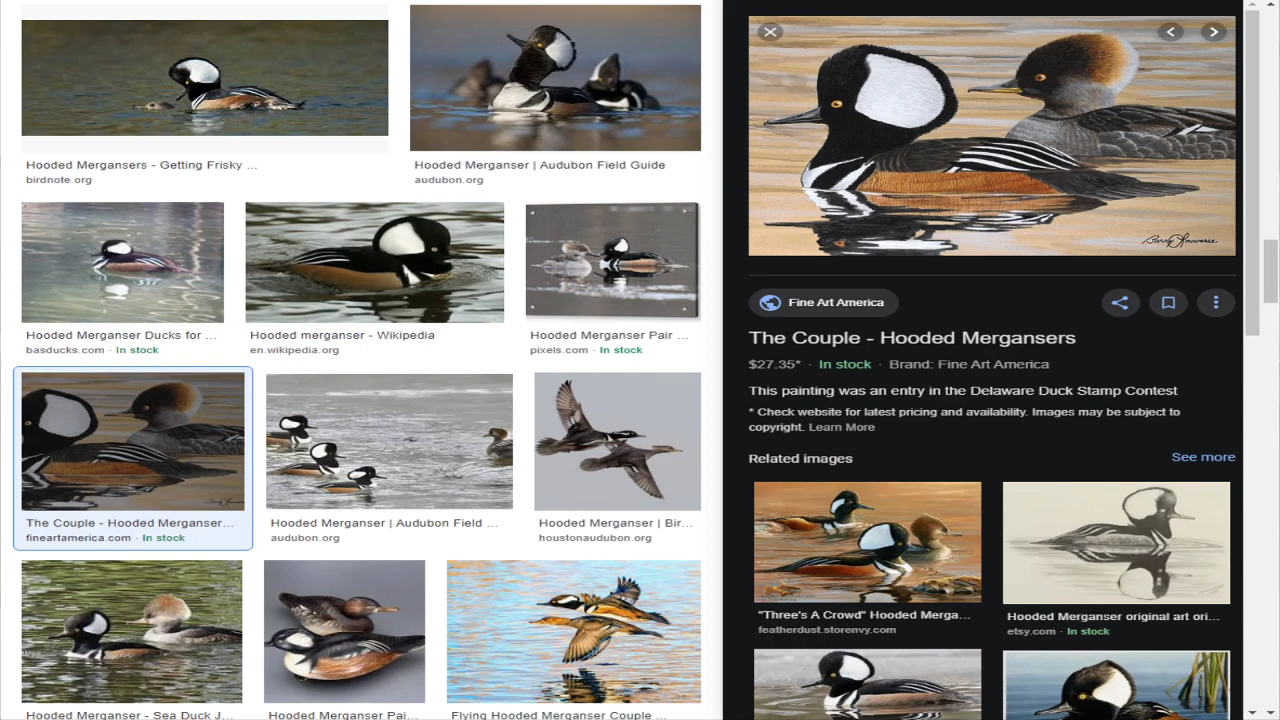 Hooded Mergansers - Getting Frisky ...
birdnote.org
Hooded Merganser | Audubon Field Guide
audubon.org
Hooded Merganser Ducks for ...
basducks.com · In stock
Hooded merganser - Wikipedia
en.wikipedia.org
Hooded Merganser Pair ...
pixels.com · In stock
The Couple - Hooded Merganser...
fineartamerica.com · In stock
Hooded Merganser | Audubon Field ...
audubon.org
Hooded Merganser | Bir...
houstonaudubon.org
Hooded Merganser - Sea Duck J...
Hooded Merganser Pai...
Flying Hooded Merganser Couple ...
Fine Art America
The Couple - Hooded Mergansers
$27.35* · In stock · Brand: Fine Art America
This painting was an entry in the Delaware Duck Stamp Contest
* Check website for latest pricing and availability. Images may be subject to
copyright. Learn More
Related images
See more
"Three's A Crowd" Hooded Merga...
featherdust.storenvy.com
Hooded Merganser original art ori...
etsy.com · In stock